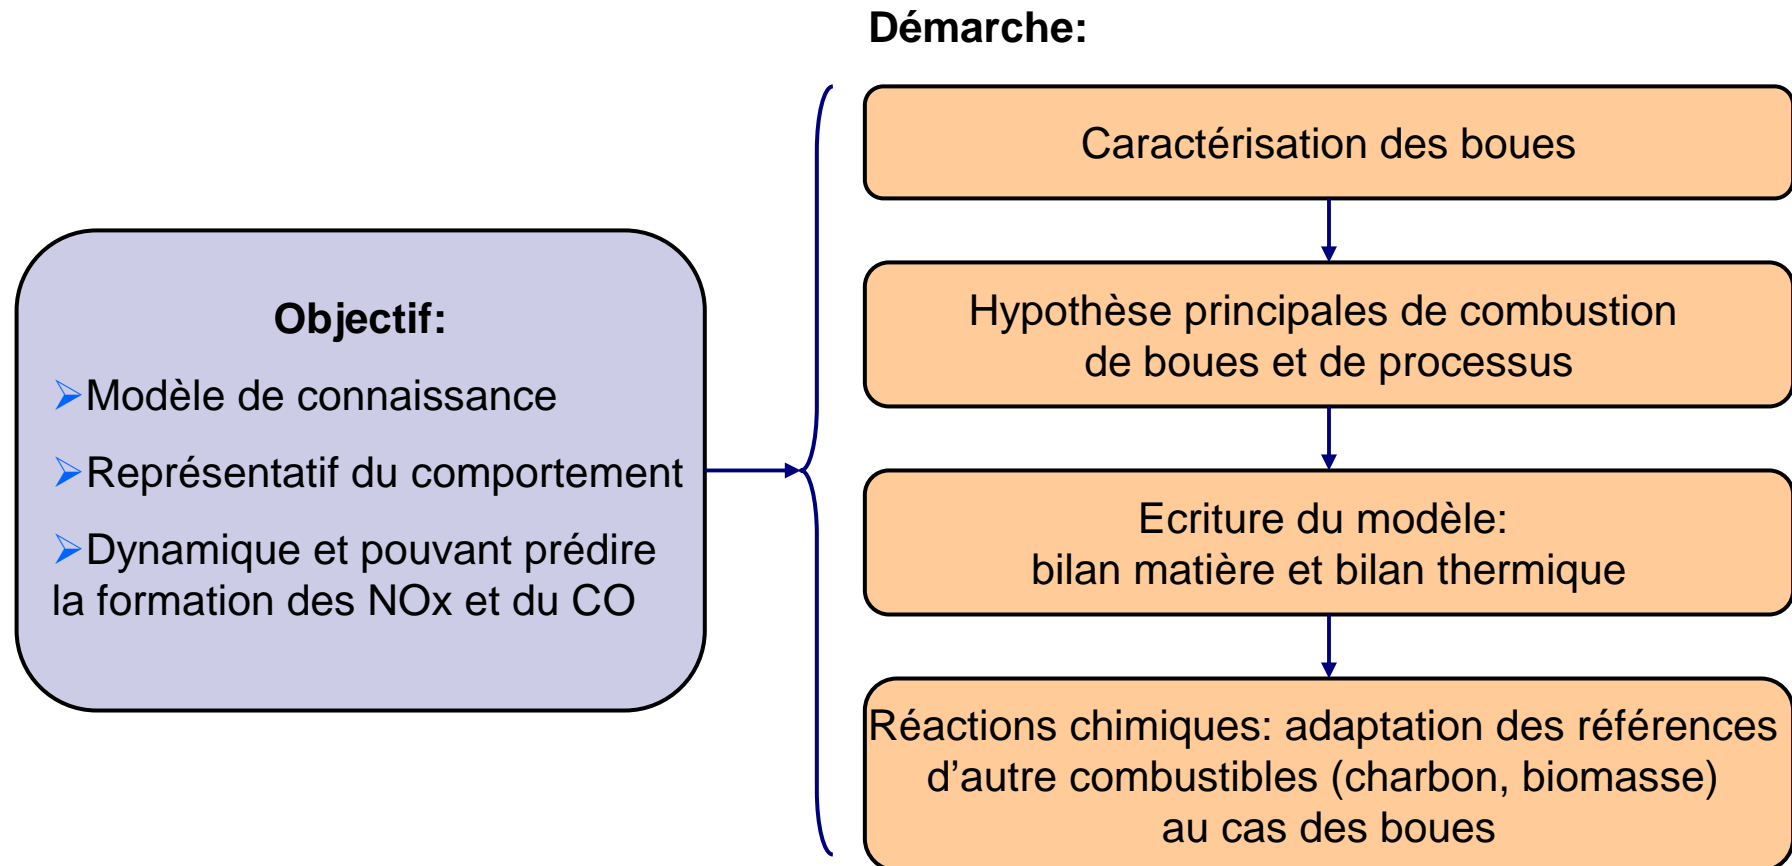 Démarche:
Caractérisation des boues
Hypothèse principales de combustion
de boues et de processus
Ecriture du modèle:
bilan matière et bilan thermique
Réactions chimiques: adaptation des références
d’autre combustibles (charbon, biomasse)
au cas des boues
Objectif:
➢Modèle de connaissance
➢Représentatif du comportement
➢Dynamique et pouvant prédire
la formation des NOx et du CO